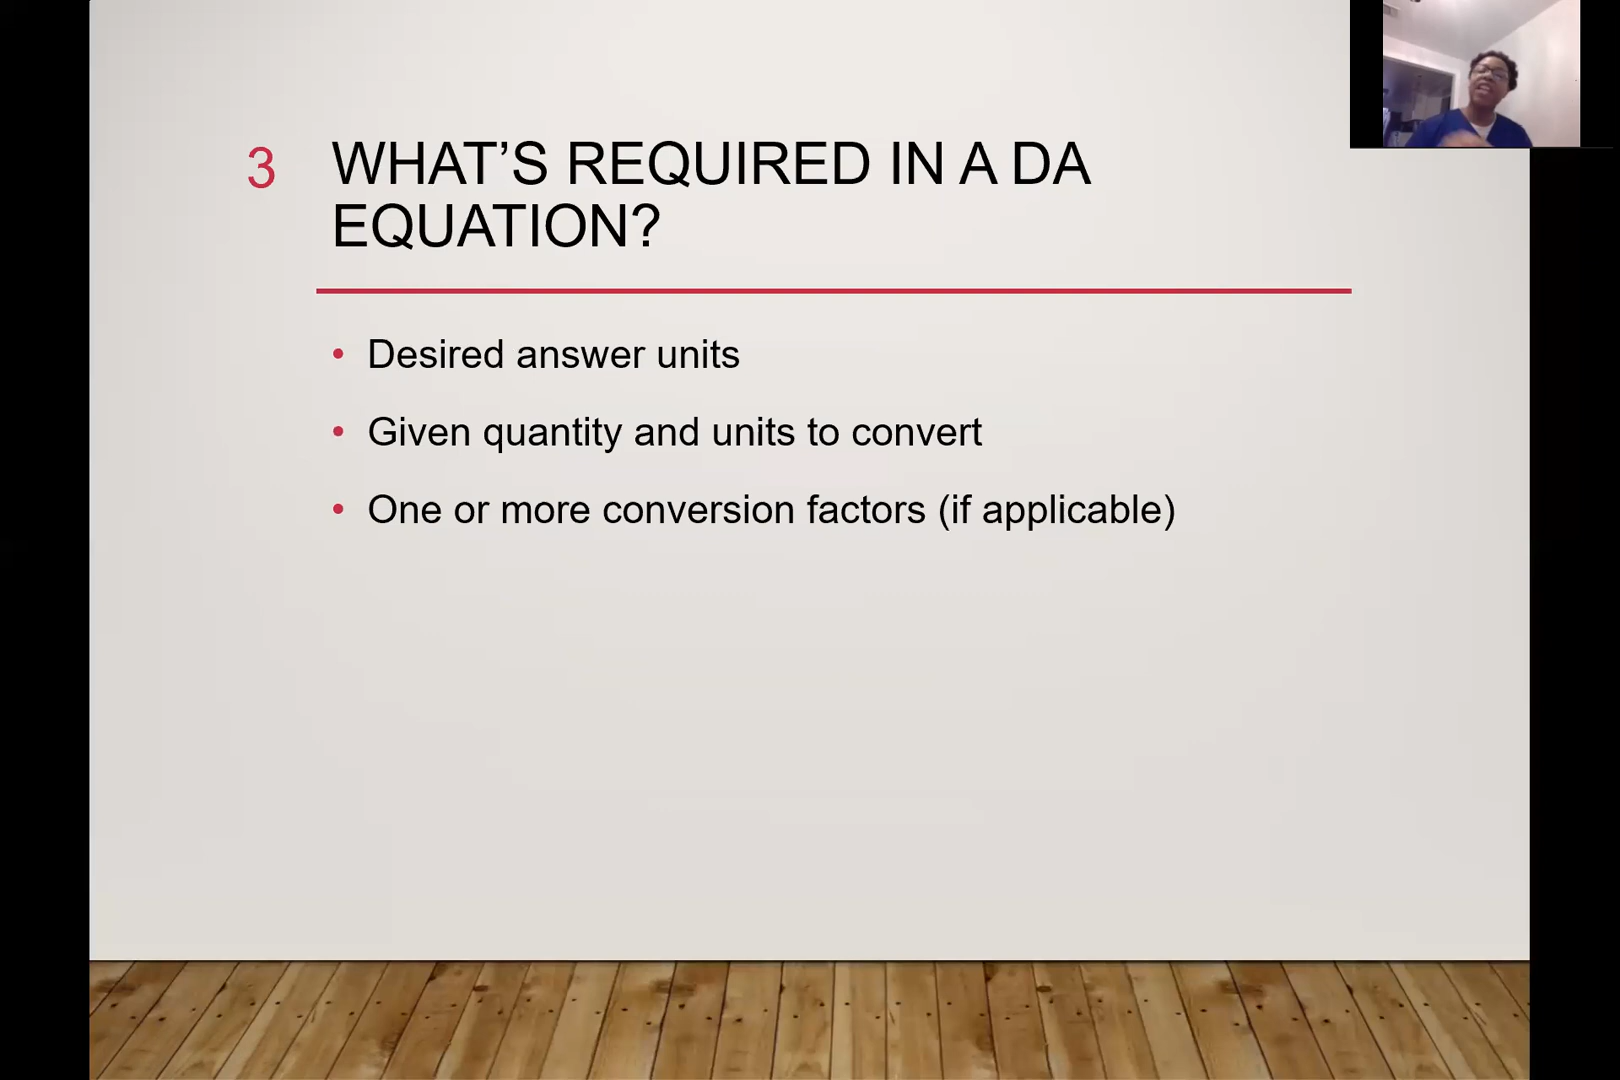 3
WHAT’S REQUIRED IN A DA
EQUATION?
• Desired answer units
• Given quantity and units to convert
• One or more conversion factors (if applicable)